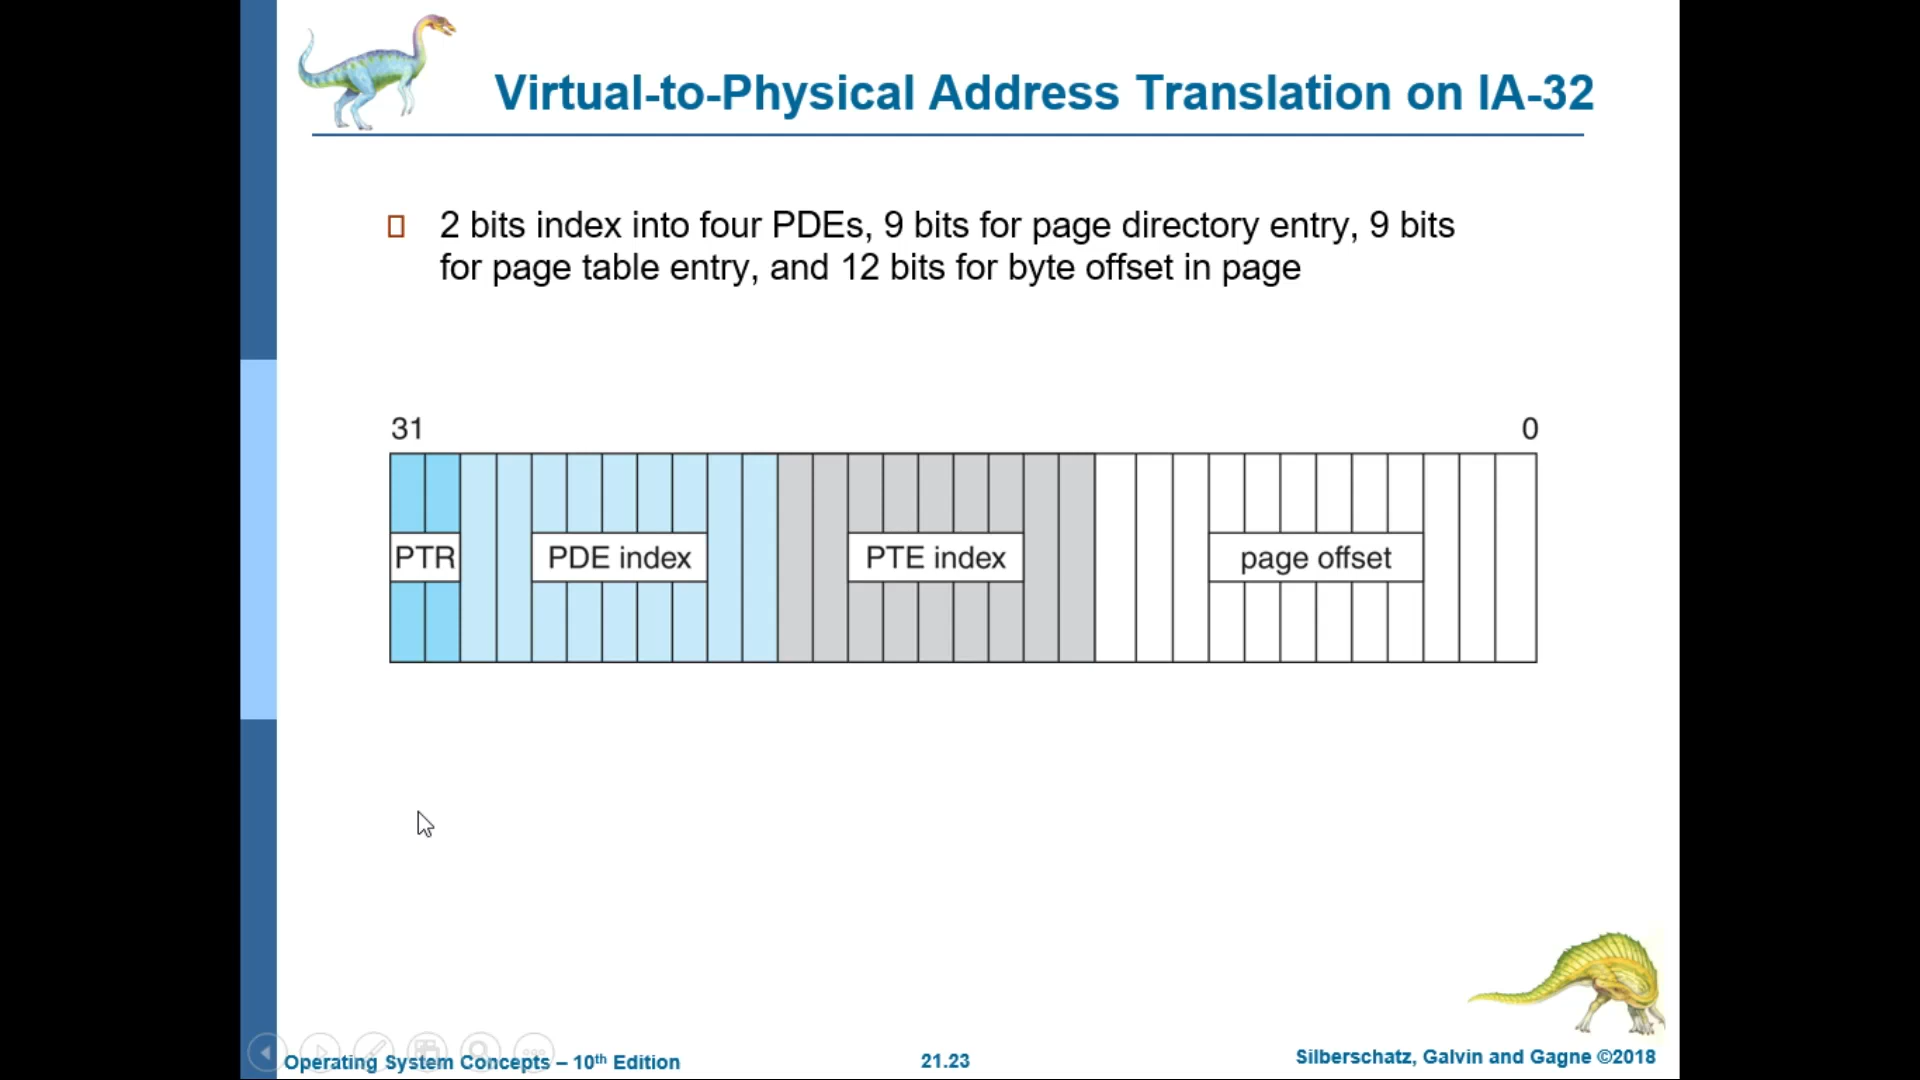 Virtual-to-Physical Address Translation on IA-32
2 bits index into four PDEs, 9 bits for page directory entry, 9 bits
for page table entry, and 12 bits for byte offset in page
31
0
PTR
PDE index
PTE index
page offset
Operating System Concepts – 10th Edition
21.23
Silberschatz, Galvin and Gagne ©2018